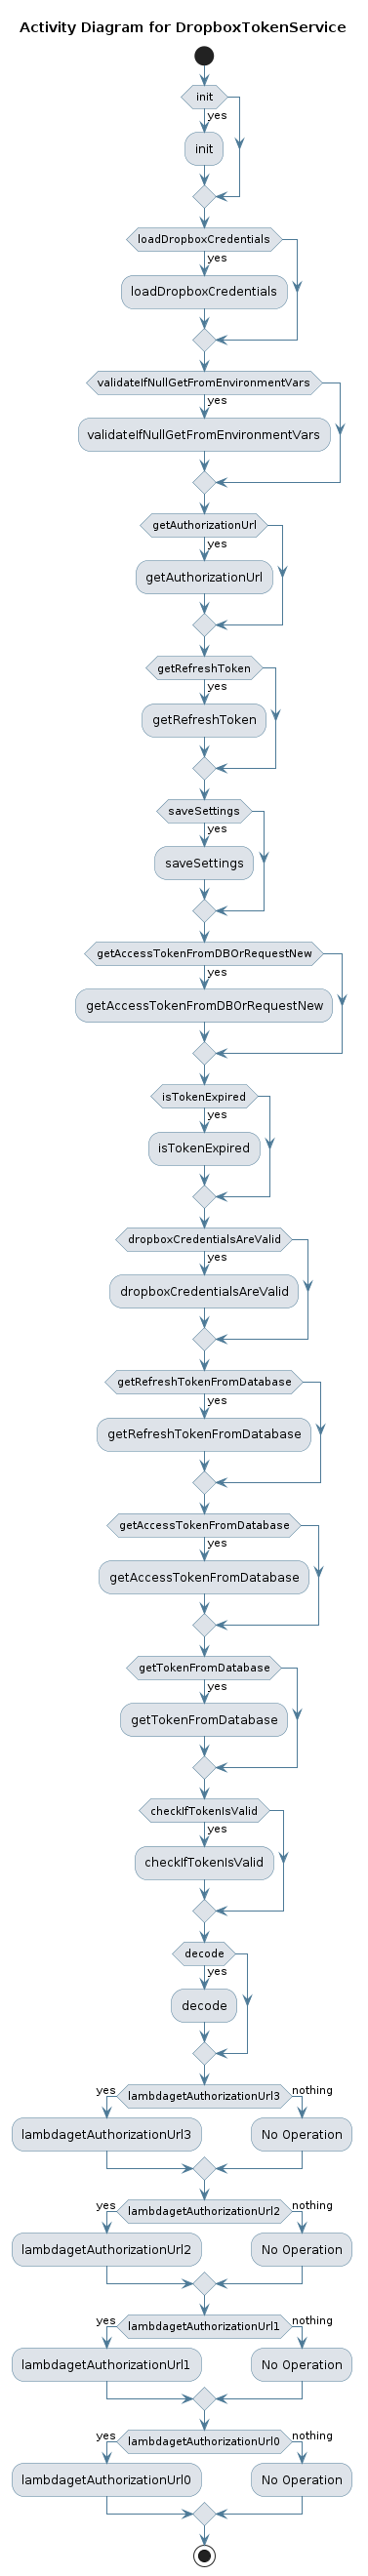 Activity Diagram for DropboxTokenService
init
yes
init
loadDropboxCredentials
yes
loadDropboxCredentials
validateIfNullGetFromEnvironmentVars
yes
validateIfNullGetFromEnvironmentVars
getAuthorizationUrl
yes
getAuthorizationUrl
getRefreshToken
yes
getRefreshToken
saveSettings
yes
saveSettings
getAccessTokenFromDBOrRequestNew
yes
getAccessTokenFromDBOrRequestNew
isTokenExpired
yes
isTokenExpired
dropboxCredentialsAreValid
yes
dropboxCredentialsAreValid
getRefreshTokenFromDatabase
yes
getRefreshTokenFromDatabase
getAccessTokenFromDatabase
yes
getAccessTokenFromDatabase
getTokenFromDatabase
yes
getTokenFromDatabase
checkIfTokenIsValid
yes
checkIfTokenIsValid
decode
yes
decode
yes lambdagetAuthorizationUrl3 nothing
lambdagetAuthorizationUrl3 No Operation
yes lambdagetAuthorizationUrl2 nothing
lambdagetAuthorizationUrl2 No Operation
yes lambdagetAuthorizationUrl1 nothing
lambdagetAuthorizationUrl1 No Operation
yes lambdagetAuthorizationUrl0 nothing
lambdagetAuthorizationUrl0 No Operation